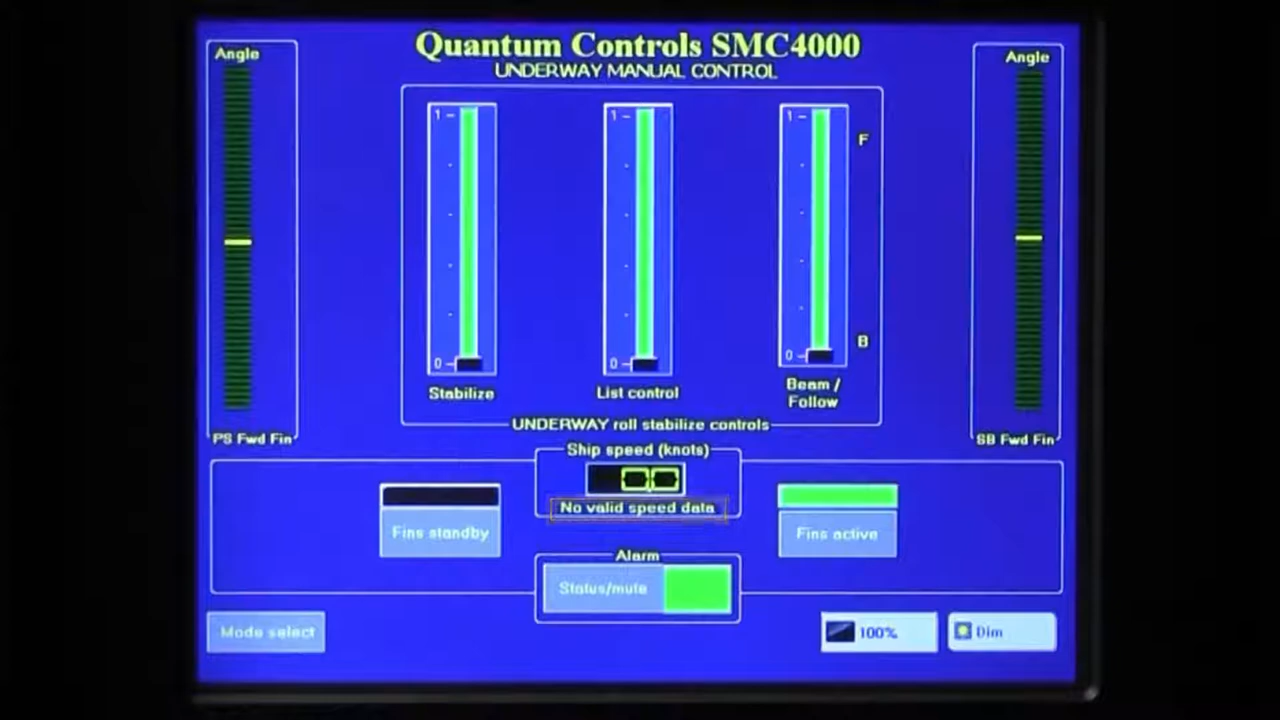 Quantum Controls SMC4000
UNDERWAY MANUAL CONTROL
Angle
Angle
1
1
1
F
B
0
0
0
Stabilize
List control
Beam /
Follow
UNDERWAY roll stabilize controls
PS Fwd Fin
SB Fwd Fin
Ship speed (knots)
No valid speed data
Fins standby
Fins active
Alarm
Status/mute
Mode select
100%
Dim